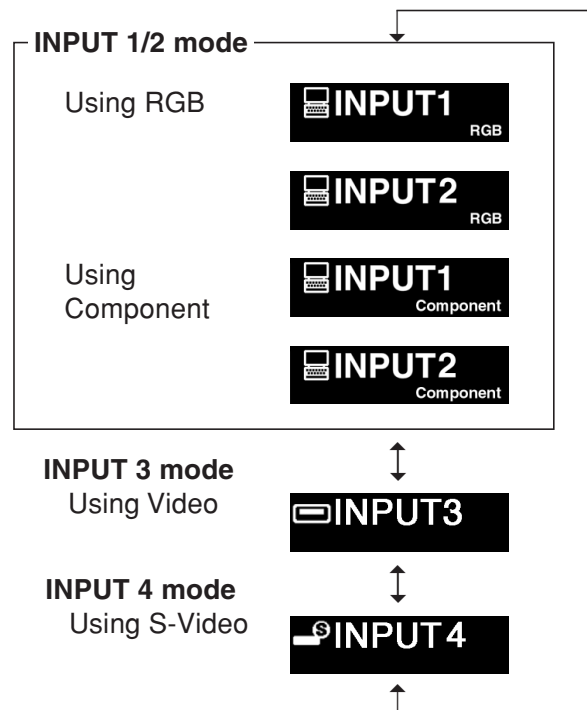 INPUT 1/2 mode
Using RGB
INPUT1
RGB
INPUT2
RGB
Using
Component
INPUT1
Component
INPUT2
Component
INPUT 3 mode
Using Video
INPUT3
INPUT 4 mode
Using S-Video
S
INPUT4